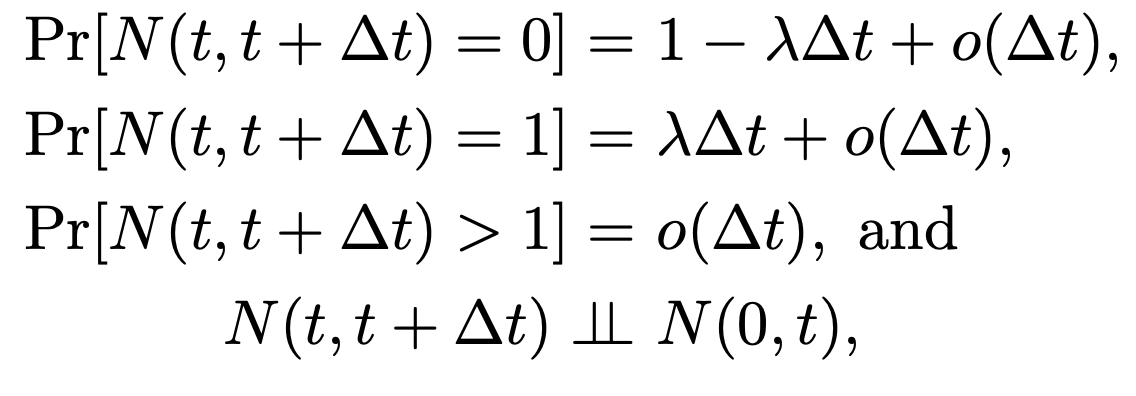 Pr[N(t, t + Δt) = 0] = 1 − λΔt + o(Δt),
Pr[N(t, t + Δt) = 1] = λΔt + o(Δt),
Pr[N(t, t + Δt) > 1] = o(Δt), and
N(t, t + Δt) ⫫ N(0, t),